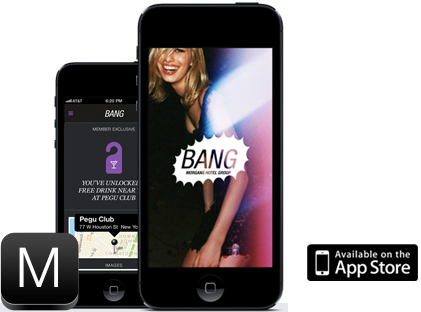 AT&T
6:25 PM
BANG
MEMBER EXCLUSIVE
YOU'VE UNLOCKED
FREE DRINK NEAR
AT PEGU CLUB
Pegu Club
77 W Houston St New York
IMAGES
BANG
MORGANS HOTEL GROUP
M
Available on the
App Store